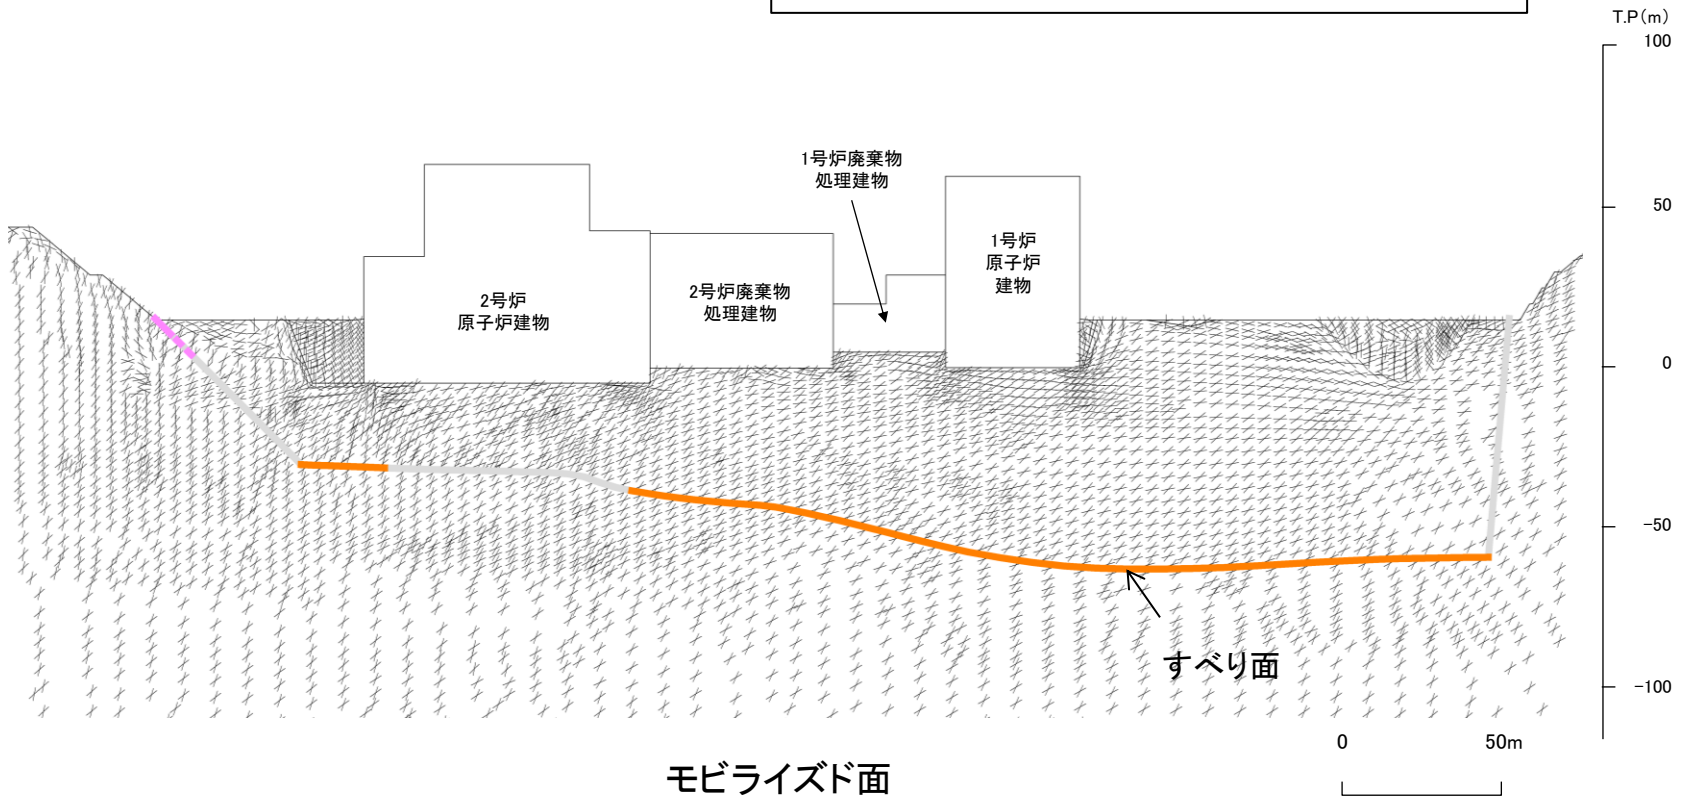 T.P(m)
100
50
0
-50
-100
1号炉廃棄物
処理建物
1号炉
原子炉
建物
2号炉廃棄物
処理建物
2号炉
原子炉建物
すべり面
0 50m
モビライズド面